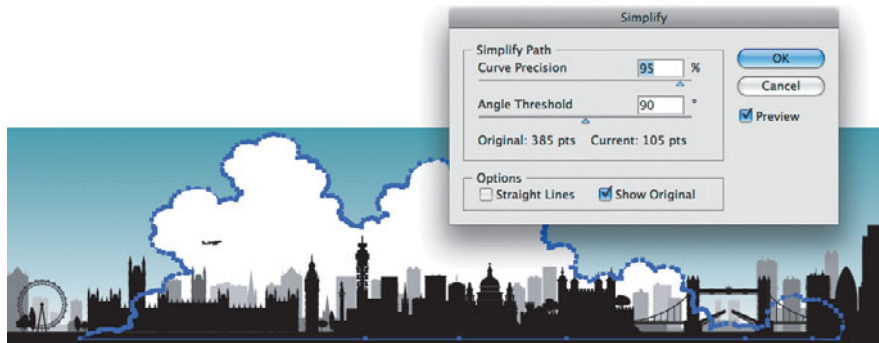 Simplify
Simplify Path
Curve Precision 95 %
OK
Cancel
Angle Threshold 90 °
Preview
Original: 385 pts Current: 105 pts
Options
Straight Lines Show Original